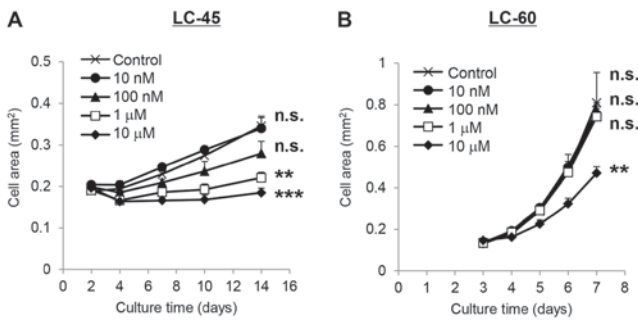 A
LC-45
Cell area (mm²)
0.5
0.4
0.3
0.2
0.1
0
Control
10 nM
100 nM
1 μM
10 μM
n.s.
n.s.
**
***
0 2 4 6 8 10 12 14 16
Culture time (days)
B
LC-60
Cell area (mm²)
1
0.8
0.6
0.4
0.2
0
Control
10 nM
100 nM
1 μM
10 μM
n.s.
n.s.
n.s.
**
0 1 2 3 4 5 6 7 8
Culture time (days)